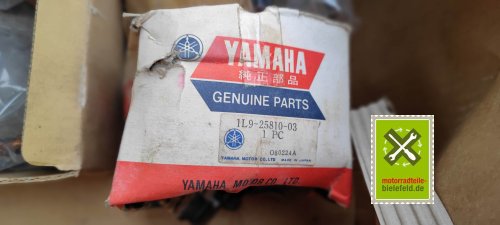 YAMAHA
純正部品
GENUINE PARTS
1L9-25810-03
1 PC
YAMAHA MOTOR CO.,LTD. MADE IN JAPAN
YAMAHA MOTOR CO., LTD.
motorradteile-
bielefeld.de